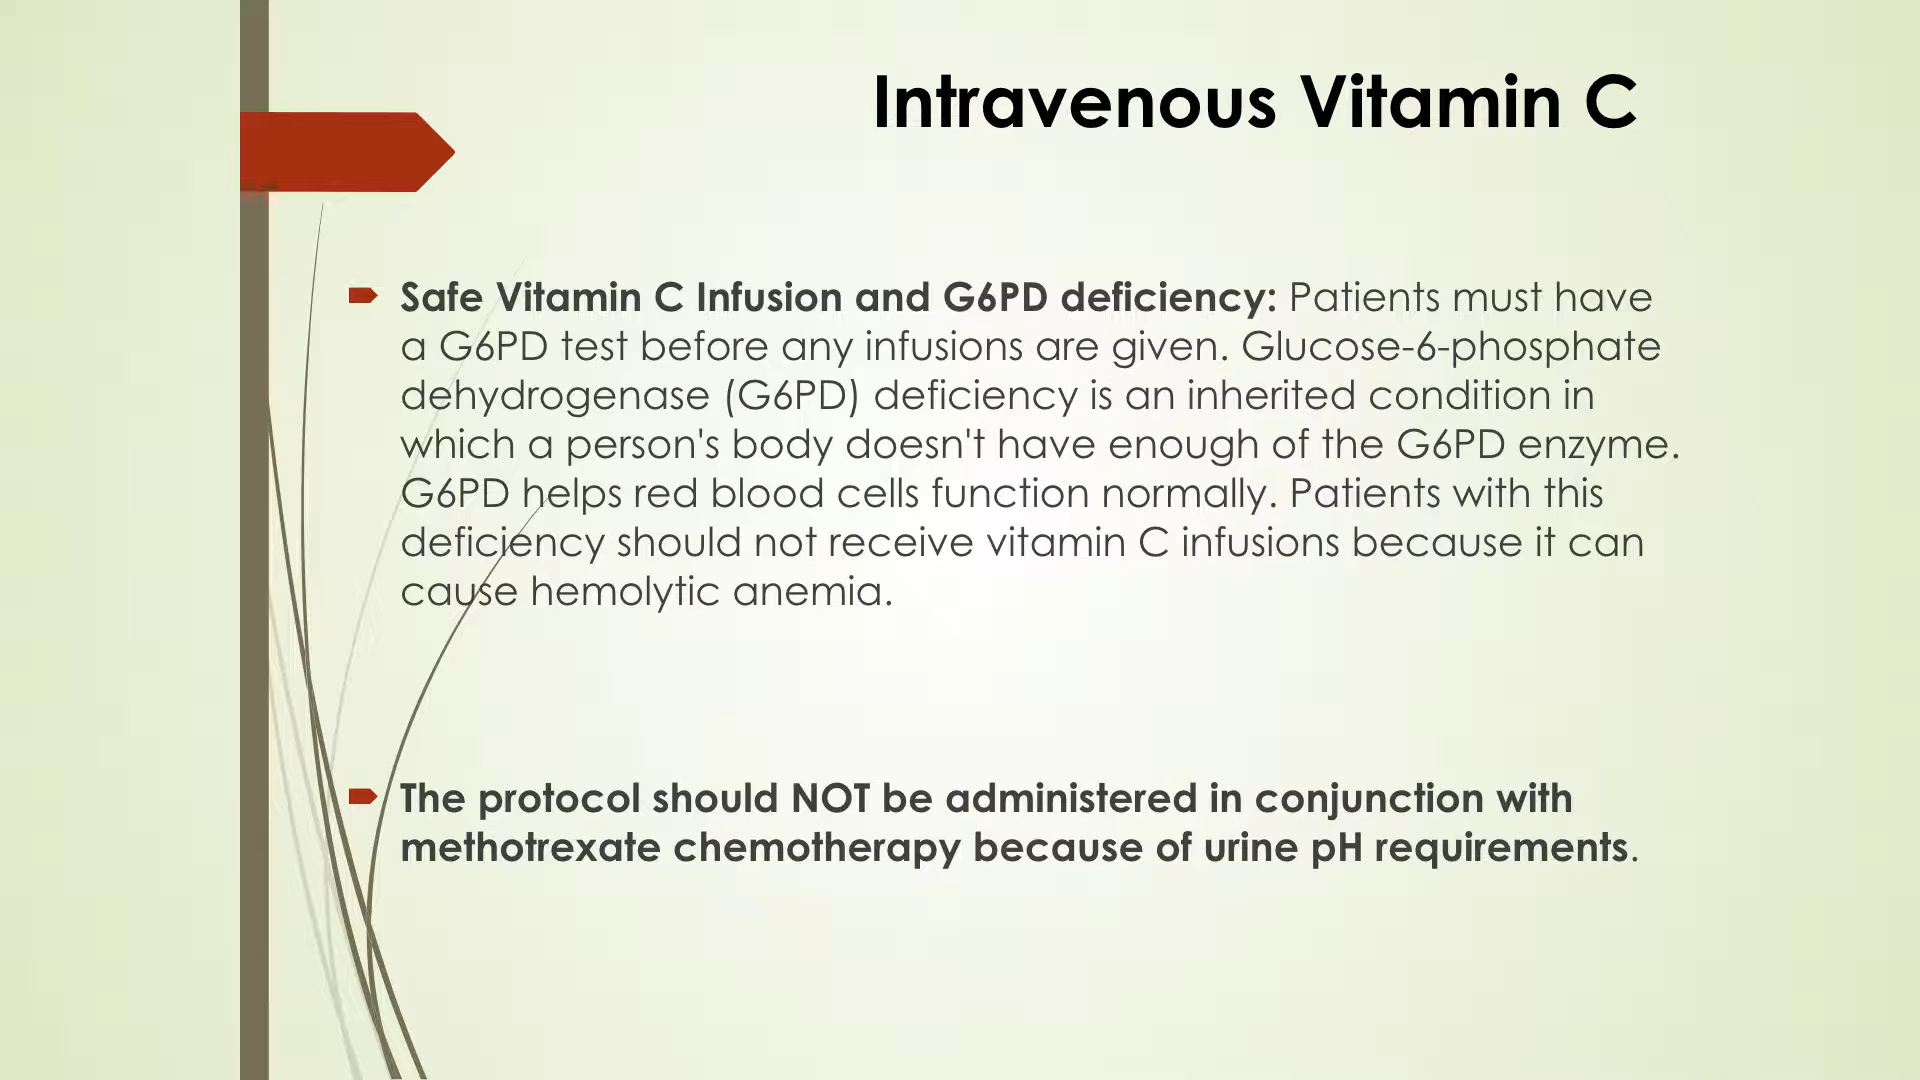 Intravenous Vitamin C
Safe Vitamin C Infusion and G6PD deficiency: Patients must have
a G6PD test before any infusions are given. Glucose-6-phosphate
dehydrogenase (G6PD) deficiency is an inherited condition in
which a person's body doesn't have enough of the G6PD enzyme.
G6PD helps red blood cells function normally. Patients with this
deficiency should not receive vitamin C infusions because it can
cause hemolytic anemia.
The protocol should NOT be administered in conjunction with
methotrexate chemotherapy because of urine pH requirements.